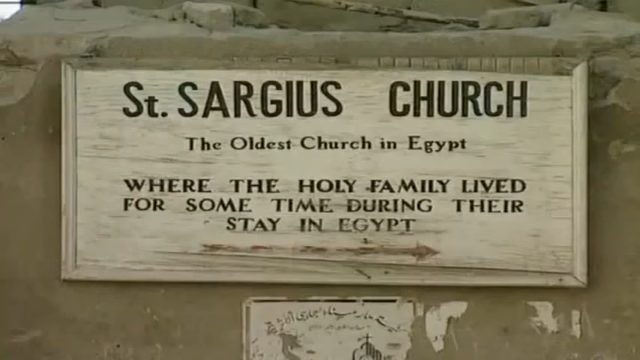 St. SARGIUS CHURCH
The Oldest Church in Egypt
WHERE THE HOLY FAMILY LIVED
FOR SOME TIME DURING THEIR
STAY IN EGYPT